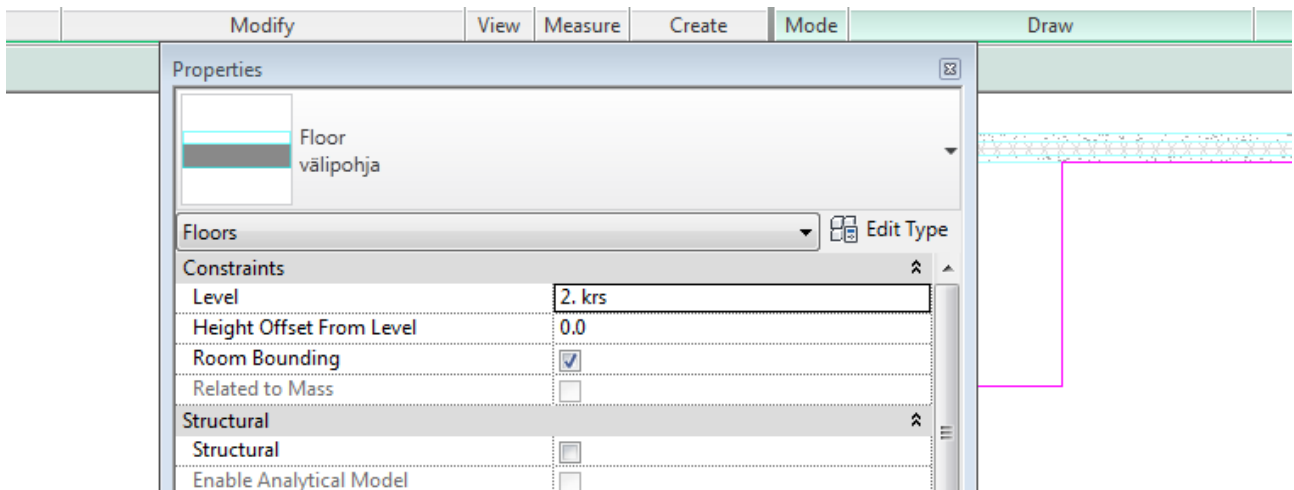 Modify View Measure Create Mode Draw
Properties
Floor
välipohja
Floors Edit Type
Constraints
Level 2. krs
Height Offset From Level 0.0
Room Bounding
Related to Mass
Structural
Structural
Enable Analytical Model